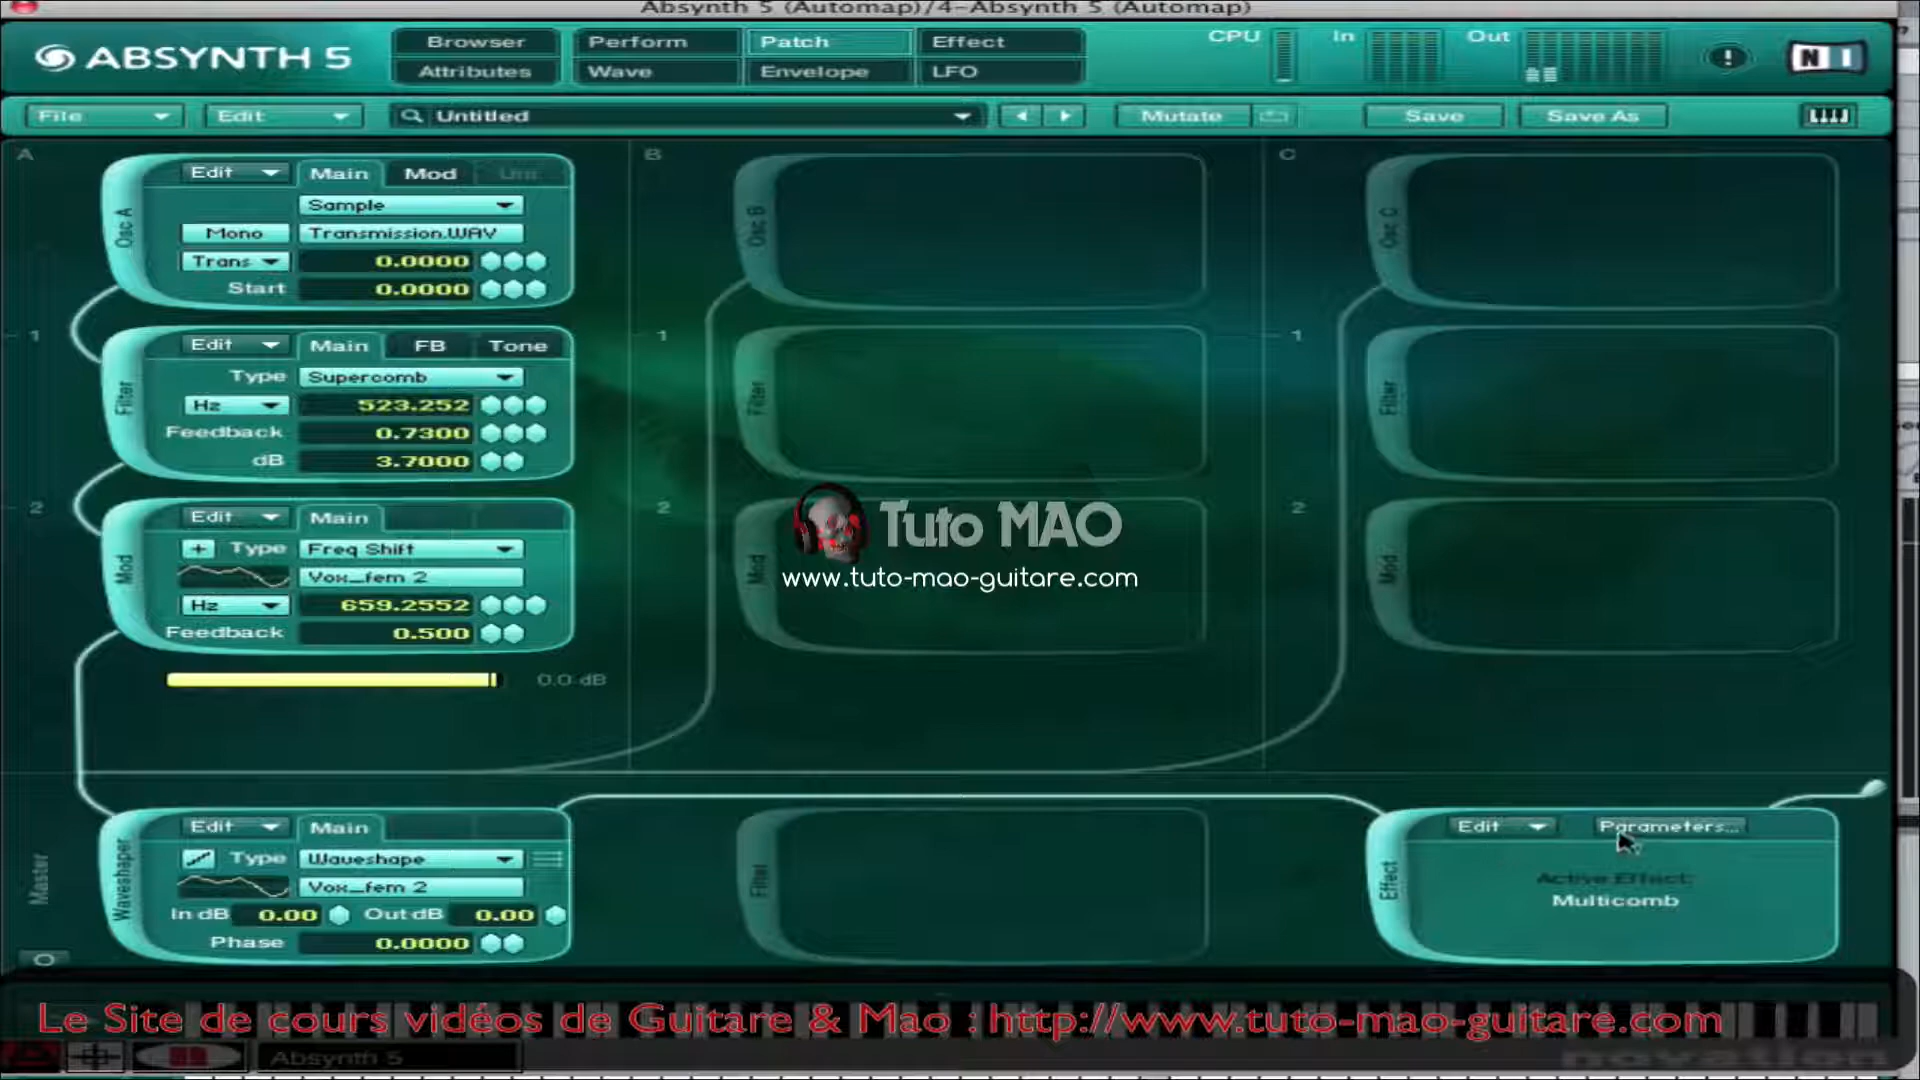 Absynth 5 (Automap)/4-Absynth 5 (Automap)
ABSYNTH 5
Browser Perform Patch Effect
Attributes Wave Envelope LFO
CPU In Out
! N I
File Edit Untitled Mutate Save Save As
A B C
Osc A
Edit Main Mod Uni
Sample
Mono Transmission.WAV
Trans 0.0000
Start 0.0000
Osc B
Osc C
1 1 1
Filter
Edit Main FB Tone
Type Supercomb
Hz 523.252
Feedback 0.7300
dB 3.7000
Filter
Filter
2 2 2
Mod
Edit Main
+ Type Freq Shift
Vox_fem 2
Hz 659.2552
Feedback 0.500
Mod
Mod
0.0 dB
Tuto MAO
www.tuto-mao-guitare.com
Master
Waveshaper
Edit Main
Type Waveshape
Vox_fem 2
In dB 0.00 Out dB 0.00
Phase 0.0000
Filter
Effect
Edit Parameters...
Active Effect:
Multicomb
Le Site de cours vidéos de Guitare & Mao : http://www.tuto-mao-guitare.com
Absynth 5
novation